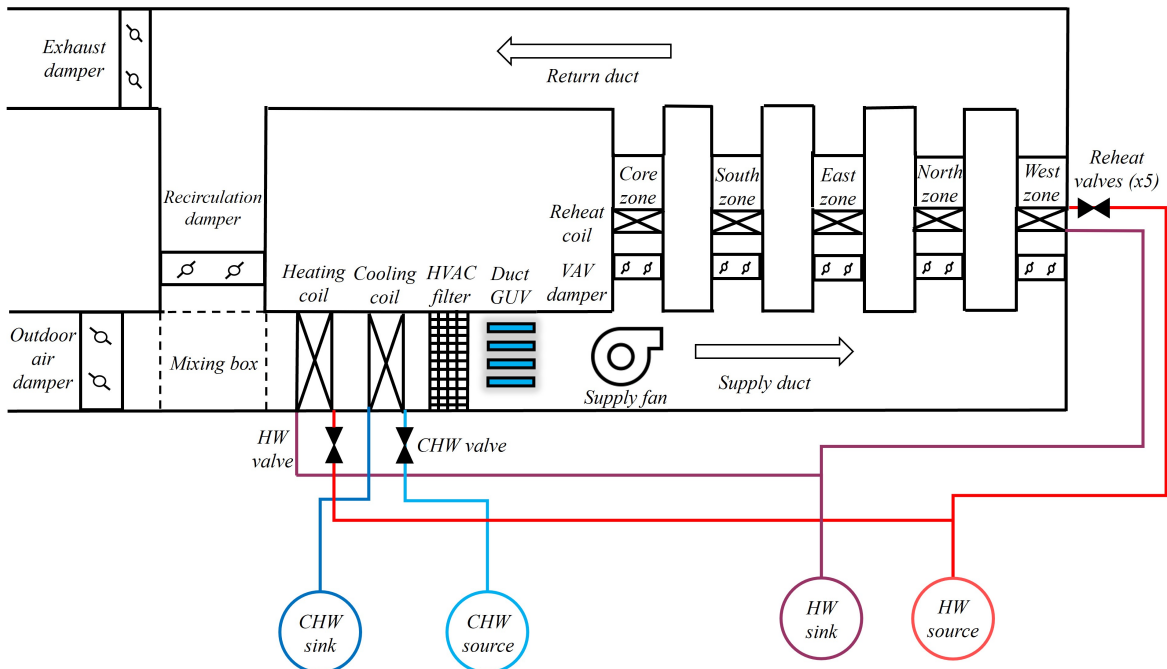 Exhaust
damper
Return duct
Core
zone
South
zone
East
zone
North
zone
West
zone
Reheat
valves (x5)
Recirculation
damper
Reheat
coil
Heating
coil
Cooling
coil
HVAC
filter
Duct
GUV
VAV
damper
Outdoor
air
damper
Mixing box
Supply fan
Supply duct
HW
valve
CHW valve
CHW
sink
CHW
source
HW
sink
HW
source